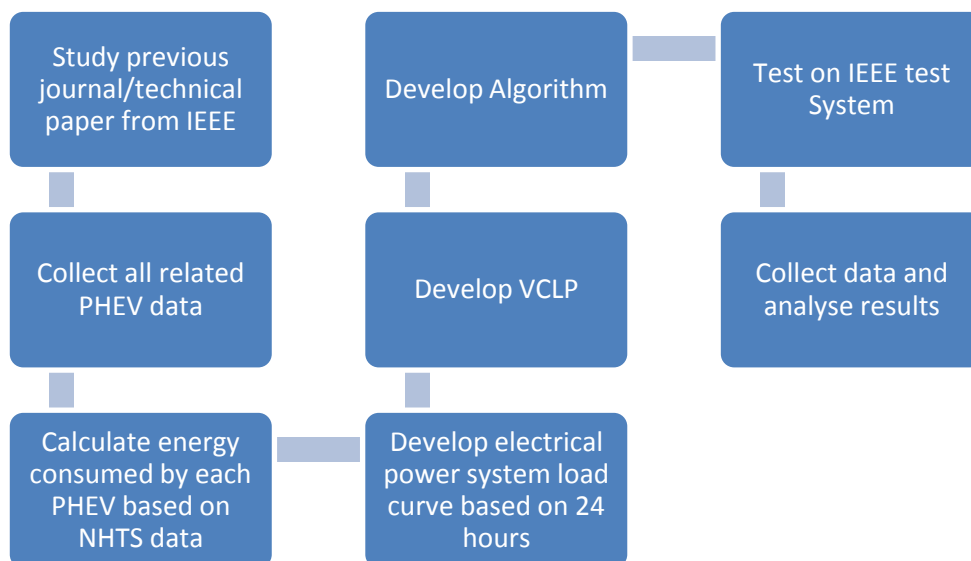 Study previous
journal/technical
paper from IEEE
Collect all related
PHEV data
Calculate energy
consumed by each
PHEV based on
NHTS data
Develop electrical
power system load
curve based on 24
hours
Develop VCLP
Develop Algorithm
Test on IEEE test
System
Collect data and
analyse results